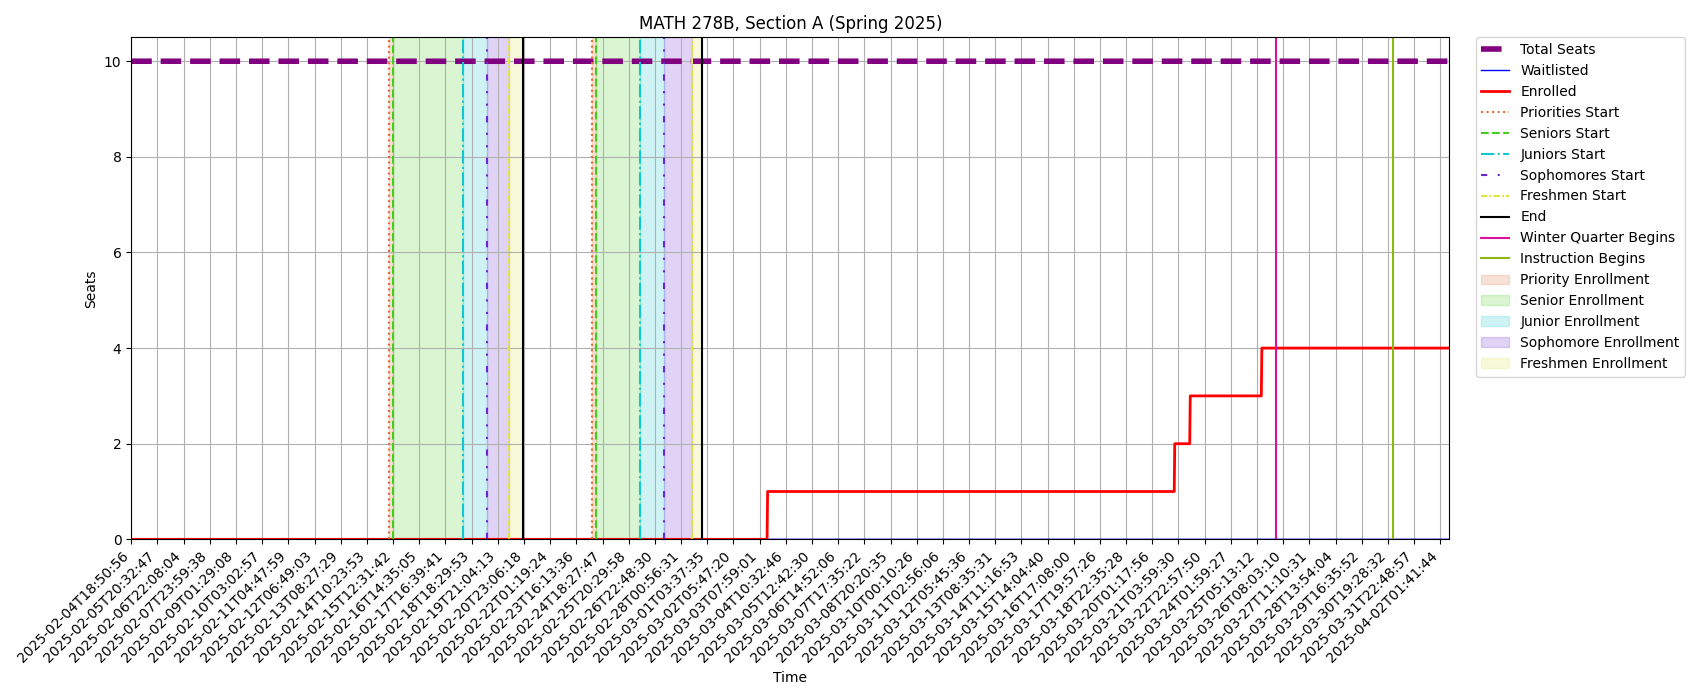 MATH 278B, Section A (Spring 2025)
Seats
10
8
6
4
2
0
2025-02-04T18:50:56
2025-02-05T20:32:47
2025-02-06T22:08:04
2025-02-07T23:59:38
2025-02-09T01:29:08
2025-02-10T03:02:57
2025-02-11T04:47:59
2025-02-12T06:49:03
2025-02-13T08:27:29
2025-02-14T10:23:53
2025-02-15T12:31:42
2025-02-16T14:35:05
2025-02-17T16:39:41
2025-02-18T18:29:53
2025-02-19T21:04:13
2025-02-20T23:06:18
2025-02-22T01:19:24
2025-02-23T16:13:36
2025-02-24T18:27:47
2025-02-25T20:29:58
2025-02-26T22:48:30
2025-02-28T00:56:31
2025-03-01T03:37:35
2025-03-02T05:47:20
2025-03-03T07:59:01
2025-03-04T10:32:46
2025-03-05T12:42:30
2025-03-06T14:52:06
2025-03-07T17:35:22
2025-03-08T20:20:35
2025-03-10T00:10:26
2025-03-11T02:56:06
2025-03-12T05:45:36
2025-03-13T08:35:31
2025-03-14T11:16:53
2025-03-15T14:04:40
2025-03-16T17:08:00
2025-03-17T19:57:26
2025-03-18T22:35:28
2025-03-20T01:17:56
2025-03-21T03:59:30
2025-03-22T22:57:50
2025-03-24T01:59:27
2025-03-25T05:13:12
2025-03-26T08:03:10
2025-03-27T11:10:31
2025-03-28T13:54:04
2025-03-29T16:35:52
2025-03-30T19:28:32
2025-03-31T22:48:57
2025-04-02T01:41:44
Time
Total Seats
Waitlisted
Enrolled
Priorities Start
Seniors Start
Juniors Start
Sophomores Start
Freshmen Start
End
Winter Quarter Begins
Instruction Begins
Priority Enrollment
Senior Enrollment
Junior Enrollment
Sophomore Enrollment
Freshmen Enrollment